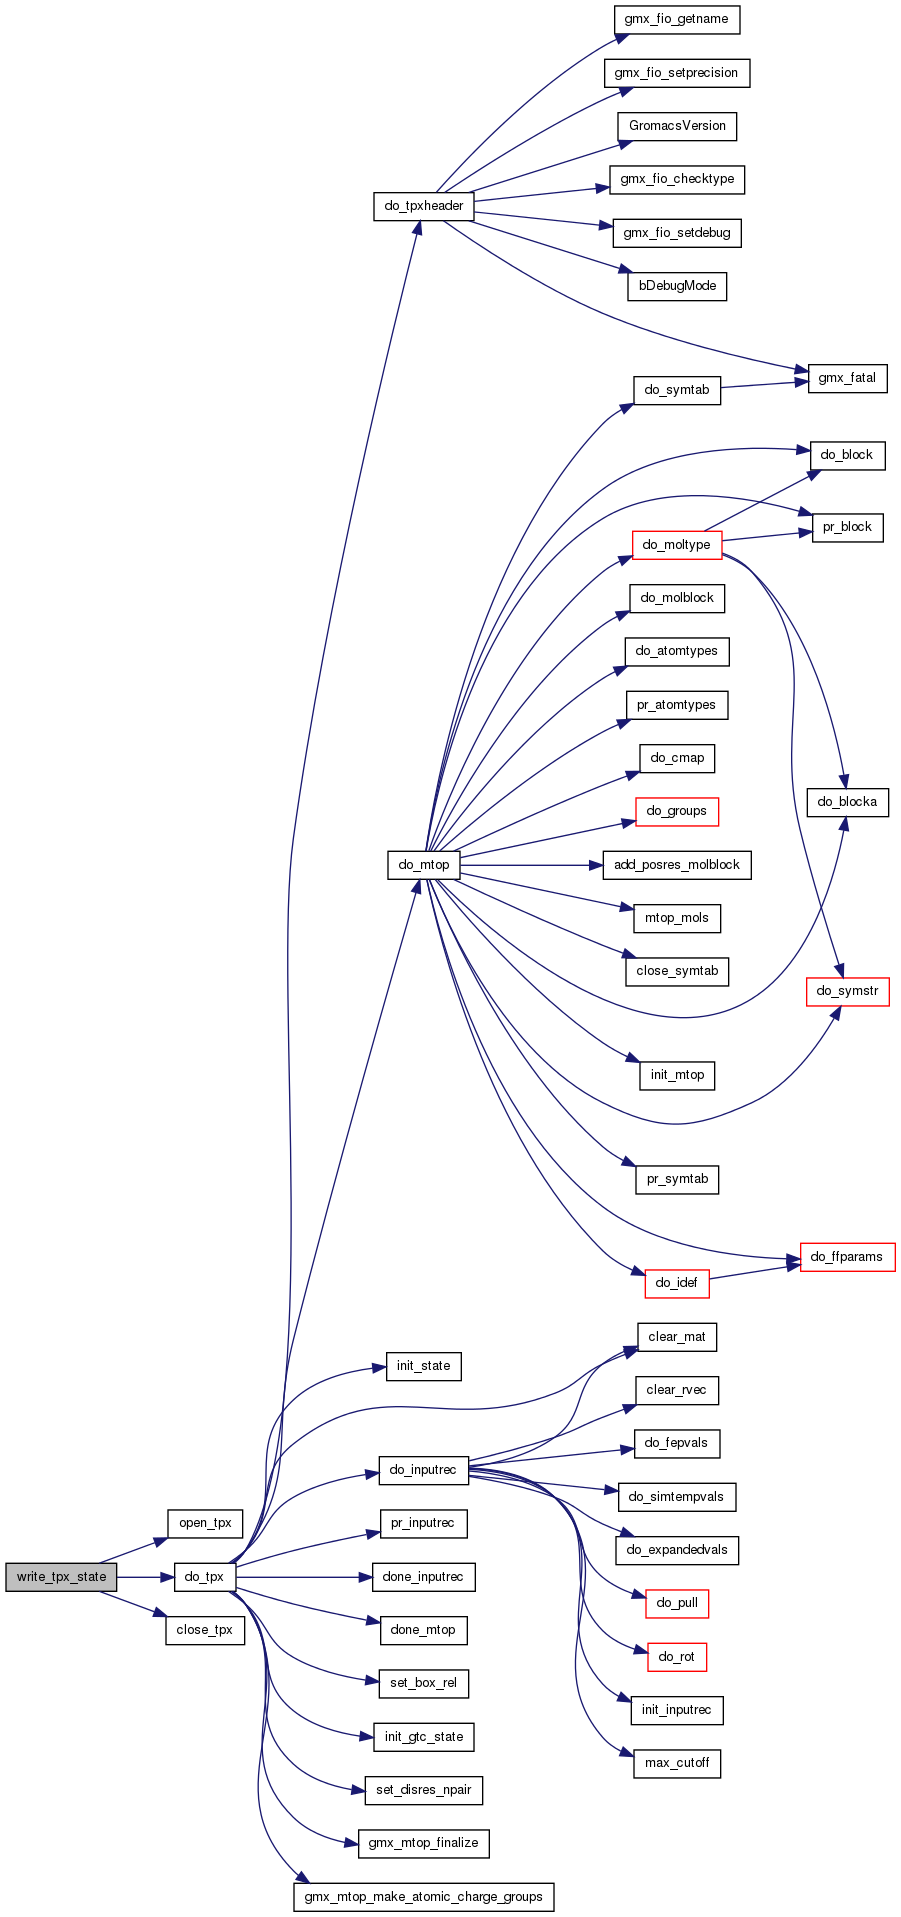 gmx_fio_getname
gmx_fio_setprecision
GromacsVersion
gmx_fio_checktype
do_tpxheader
gmx_fio_setdebug
bDebugMode
gmx_fatal
do_symtab
do_block
pr_block
do_moltype
do_molblock
do_atomtypes
pr_atomtypes
do_cmap
do_blocka
do_groups
do_mtop
add_posres_molblock
mtop_mols
close_symtab
do_symstr
init_mtop
pr_symtab
do_ffparams
do_idef
clear_mat
init_state
clear_rvec
do_fepvals
do_inputrec
do_simtempvals
open_tpx
pr_inputrec
do_expandedvals
write_tpx_state
do_tpx
done_inputrec
do_pull
close_tpx
done_mtop
do_rot
set_box_rel
init_inputrec
init_gtc_state
max_cutoff
set_disres_npair
gmx_mtop_finalize
gmx_mtop_make_atomic_charge_groups